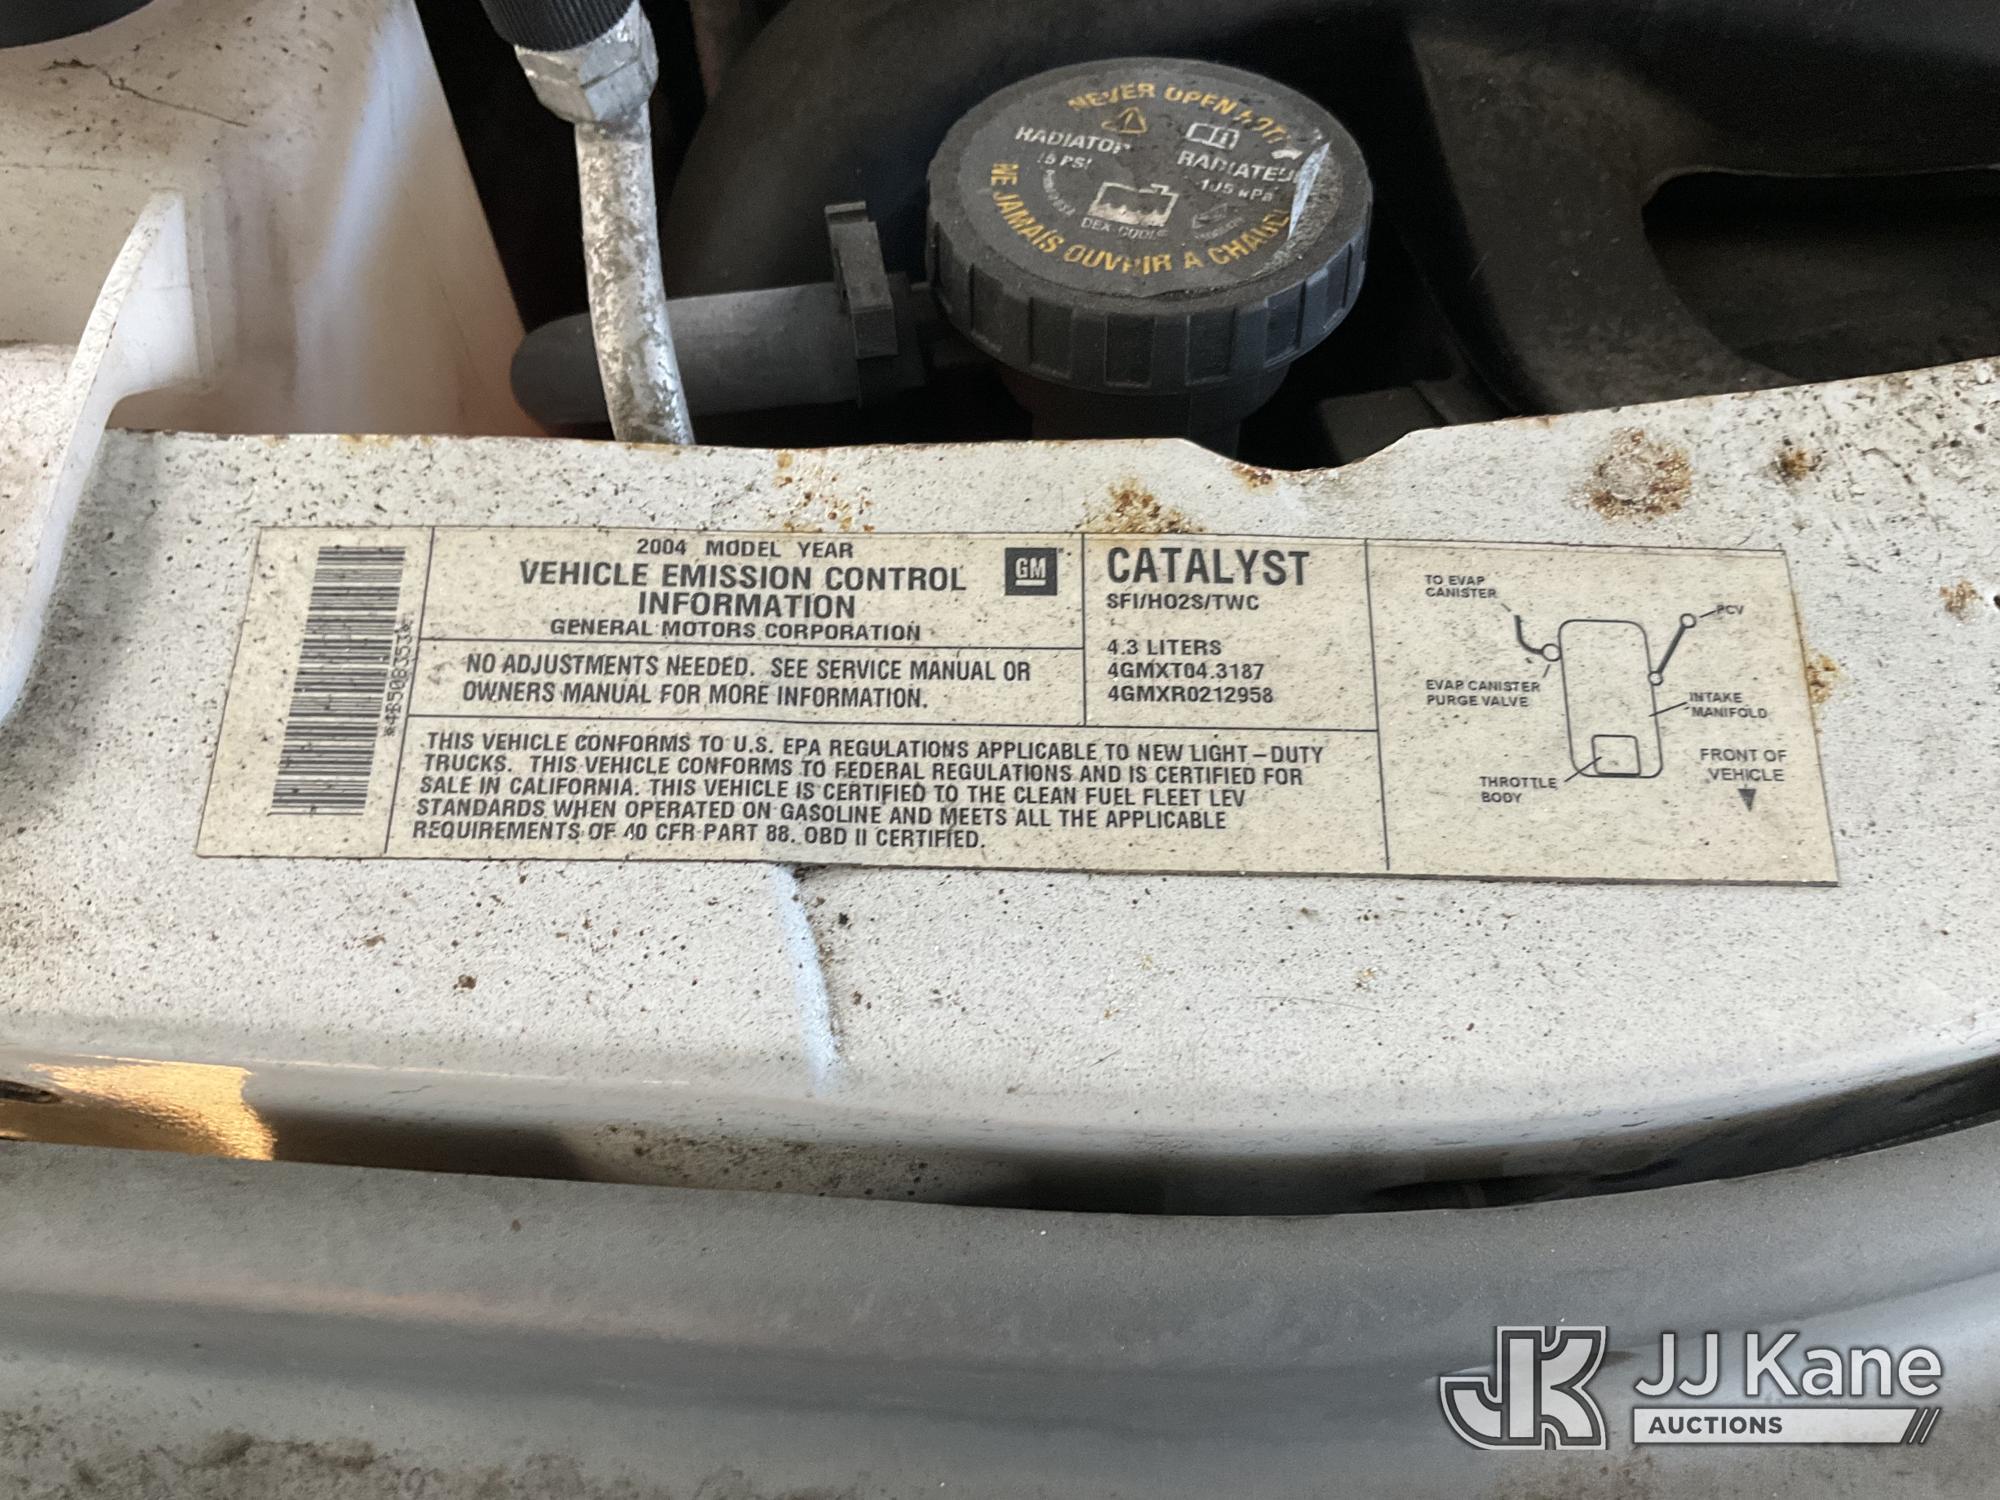 NEVER OPEN HOT
RADIATOR
RADIATEUR
105 kPa
DEX-COOL
NE JAMAIS OUVRIR A CHAUD
2004 MODEL YEAR
VEHICLE EMISSION CONTROL
INFORMATION
GENERAL MOTORS CORPORATION
GM
NO ADJUSTMENTS NEEDED. SEE SERVICE MANUAL OR
OWNERS MANUAL FOR MORE INFORMATION.
CATALYST
SFI/HO2S/TWC
4.3 LITERS
4GMXT04.3187
4GMXR0212958
THIS VEHICLE CONFORMS TO U.S. EPA REGULATIONS APPLICABLE TO NEW LIGHT-DUTY
TRUCKS. THIS VEHICLE CONFORMS TO FEDERAL REGULATIONS AND IS CERTIFIED FOR
SALE IN CALIFORNIA. THIS VEHICLE IS CERTIFIED TO THE CLEAN FUEL FLEET LEV
STANDARDS WHEN OPERATED ON GASOLINE AND MEETS ALL THE APPLICABLE
REQUIREMENTS OF 40 CFR PART 88. OBD II CERTIFIED.
TO EVAP
CANISTER
PCV
EVAP CANISTER
PURGE VALVE
INTAKE
MANIFOLD
THROTTLE
BODY
FRONT OF
VEHICLE
JK JJ Kane
AUCTIONS